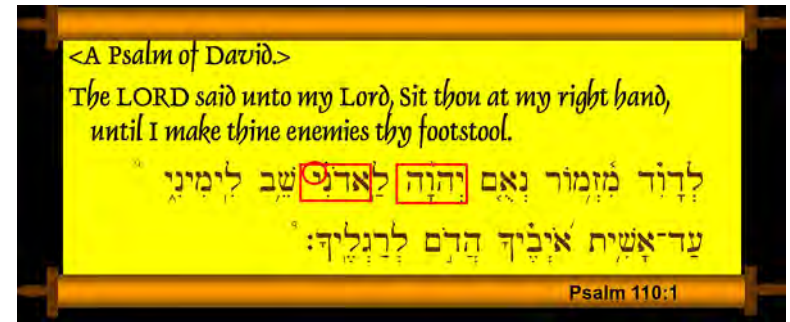 <A Psalm of David.>
The LORD said unto my Lord, Sit thou at my right hand,
until I make thine enemies thy footstool.
לְדָוִ֗ד מִ֫זְמ֥וֹר נְאֻ֤ם יְהוָ֨ה לַֽאדֹנִ֗י שֵׁ֥ב לִֽימִינִ֑י
עַד־אָשִׁ֥ית אֹ֝יְבֶ֗יךָ הֲדֹ֣ם לְרַגְלֶֽיךָ׃
Psalm 110:1